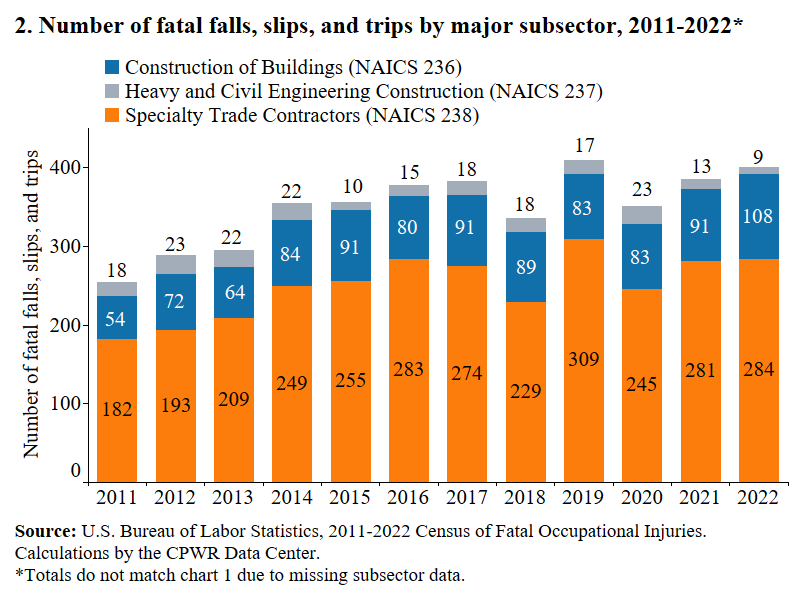 2. Number of fatal falls, slips, and trips by major subsector, 2011-2022*
Construction of Buildings (NAICS 236)
Heavy and Civil Engineering Construction (NAICS 237)
Specialty Trade Contractors (NAICS 238)
Number of fatal falls, slips, and trips
400
300
200
100
0
18 23 22 22 10 15 18 18 17 23 13 9
54 72 64 84 91 80 91 89 83 83 91 108
182 193 209 249 255 283 274 229 309 245 281 284
2011 2012 2013 2014 2015 2016 2017 2018 2019 2020 2021 2022
Source: U.S. Bureau of Labor Statistics, 2011-2022 Census of Fatal Occupational Injuries.
Calculations by the CPWR Data Center.
*Totals do not match chart 1 due to missing subsector data.